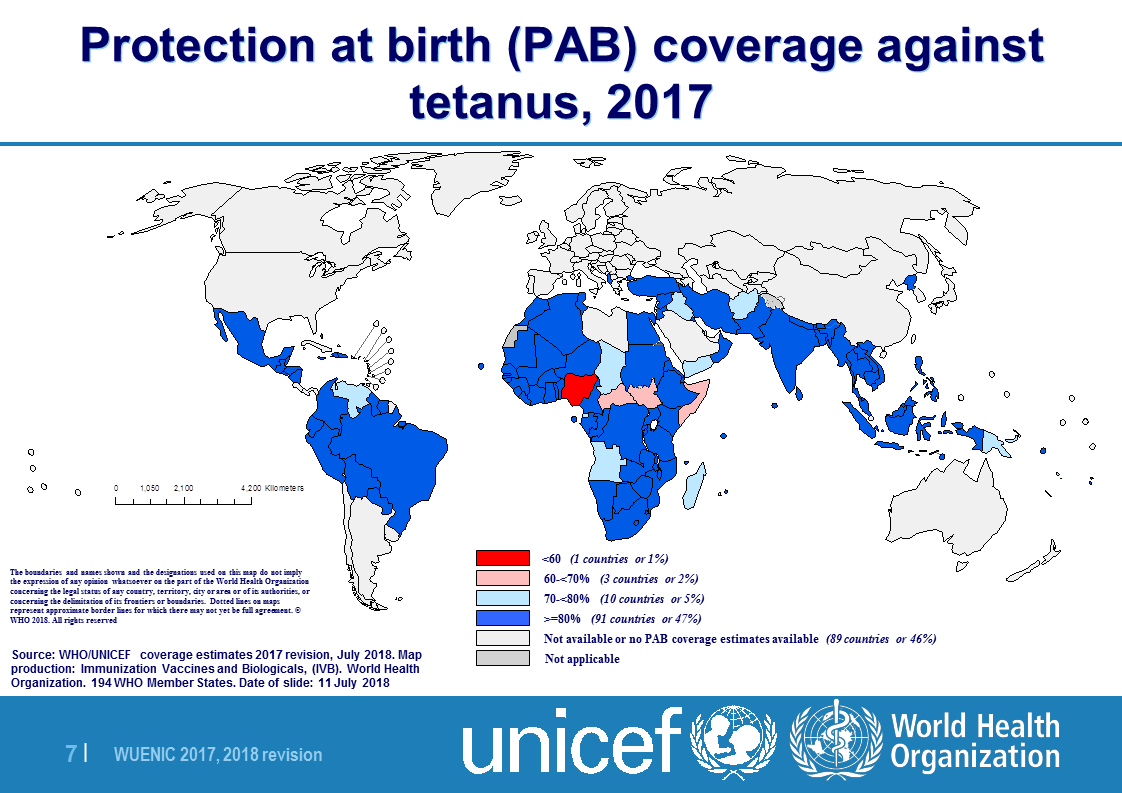 Protection at birth (PAB) coverage against
tetanus, 2017
0 1,050 2,100 4,200 Kilometers
<60 (1 countries or 1%)
60-<70% (3 countries or 2%)
70-<80% (10 countries or 5%)
>=80% (91 countries or 47%)
Not available or no PAB coverage estimates available (89 countries or 46%)
Not applicable
The boundaries and names shown and the designations used on this map do not imply
the expression of any opinion whatsoever on the part of the World Health Organization
concerning the legal status of any country, territory, city or area or of its authorities, or
concerning the delimitation of its frontiers or boundaries. Dotted lines on maps
represent approximate border lines for which there may not yet be full agreement. ©
WHO 2018. All rights reserved
Source: WHO/UNICEF coverage estimates 2017 revision, July 2018. Map
production: Immunization Vaccines and Biologicals, (IVB). World Health
Organization. 194 WHO Member States. Date of slide: 11 July 2018
7 | WUENIC 2017, 2018 revision
unicef
World Health
Organization